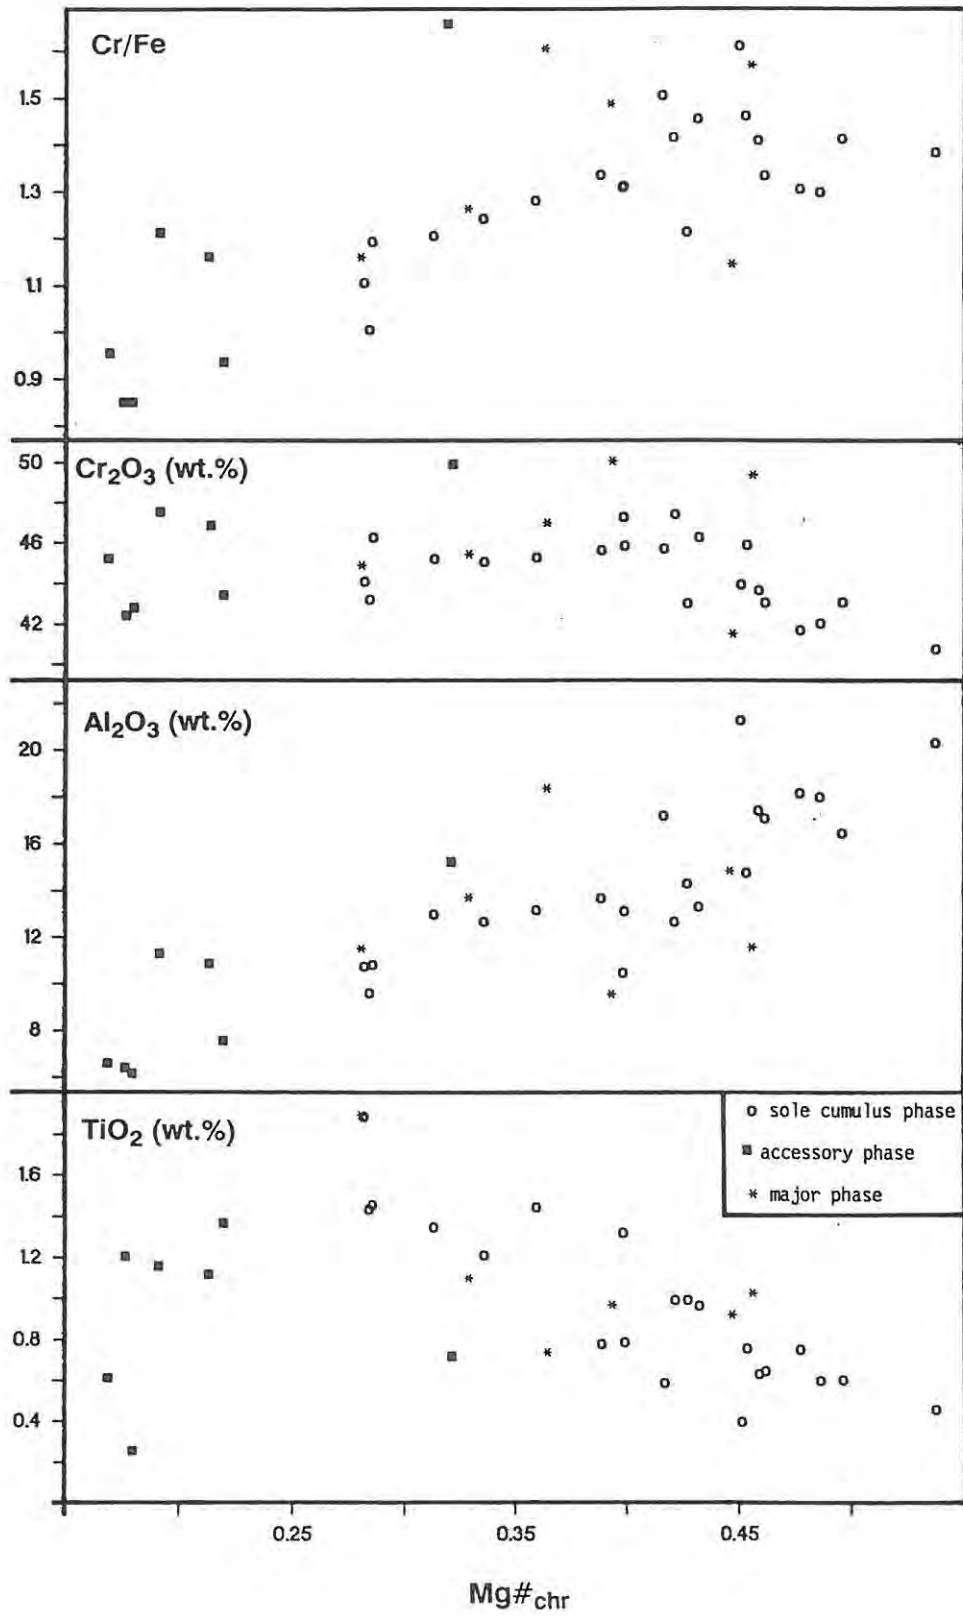 Cr/Fe
1.5
1.3
1.1
0.9
Cr₂O₃ (wt.%)
50
46
42
Al₂O₃ (wt.%)
20
16
12
8
TiO₂ (wt.%)
1.6
1.2
0.8
0.4
o sole cumulus phase
■ accessory phase
* major phase
0.25 0.35 0.45
Mg#chr